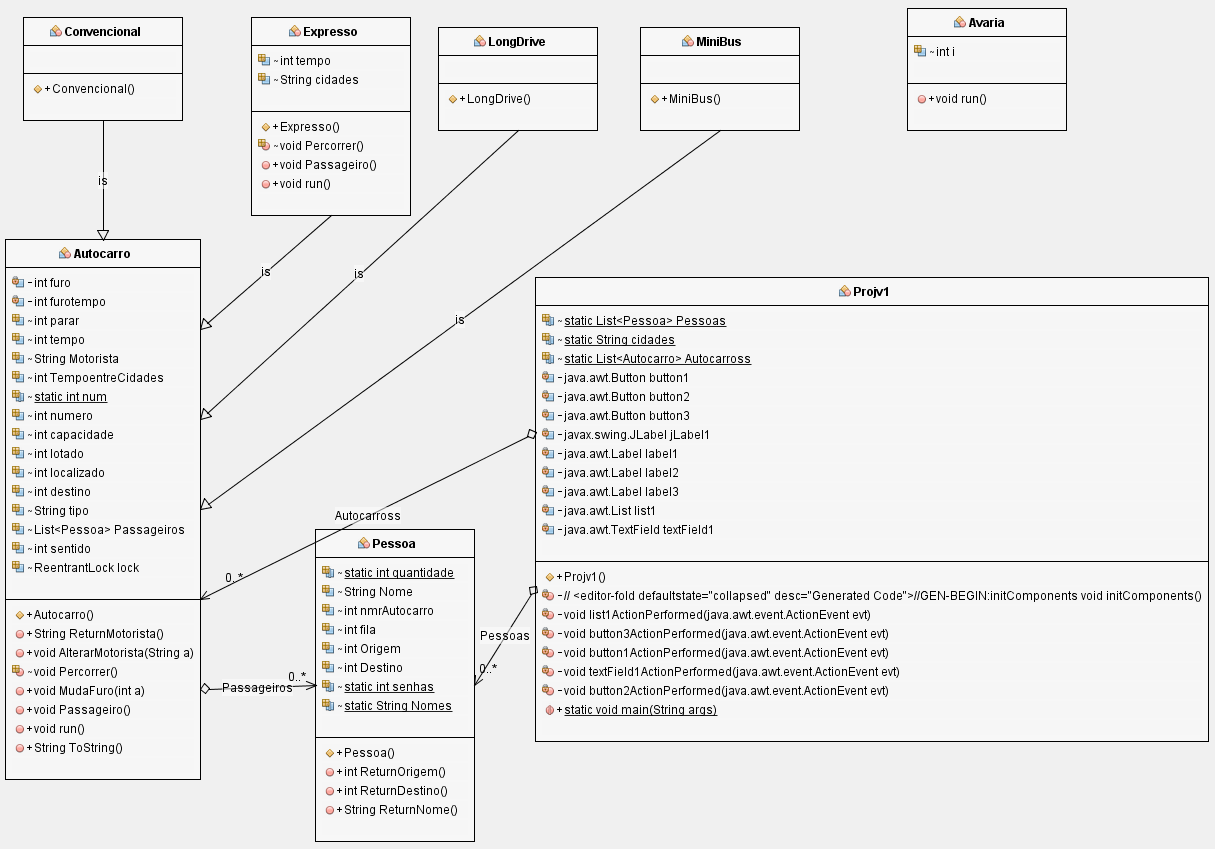 Convencional
+Convencional()
Expresso
~int tempo
~String cidades
+Expresso()
~void Percorrer()
+void Passageiro()
+void run()
LongDrive
+LongDrive()
MiniBus
+MiniBus()
Avaria
~int i
+void run()
is
is
is
is
Autocarro
-int furo
-int furotempo
~int parar
~int tempo
~String Motorista
~int TempoentreCidades
~static int num
~int numero
~int capacidade
~int lotado
~int localizado
~int destino
~String tipo
~List<Pessoa> Passageiros
~int sentido
~ReentrantLock lock
+Autocarro()
+String ReturnMotorista()
+void AlterarMotorista(String a)
~void Percorrer()
+void MudaFuro(int a)
+void Passageiro()
+void run()
+String ToString()
Autocarross
0..*
Passageiros
0..*
Pessoas
0..*
Pessoa
~static int quantidade
~String Nome
~int nmrAutocarro
~int fila
~int Origem
~int Destino
~static int senhas
~static String Nomes
+Pessoa()
+int ReturnOrigem()
+int ReturnDestino()
+String ReturnNome()
Projv1
~static List<Pessoa> Pessoas
~static String cidades
~static List<Autocarro> Autocarross
-java.awt.Button button1
-java.awt.Button button2
-java.awt.Button button3
-javax.swing.JLabel jLabel1
-java.awt.Label label1
-java.awt.Label label2
-java.awt.Label label3
-java.awt.List list1
-java.awt.TextField textField1
+Projv1()
-// <editor-fold defaultstate="collapsed" desc="Generated Code">//GEN-BEGIN:initComponents void initComponents()
-void list1ActionPerformed(java.awt.event.ActionEvent evt)
-void button3ActionPerformed(java.awt.event.ActionEvent evt)
-void button1ActionPerformed(java.awt.event.ActionEvent evt)
-void textField1ActionPerformed(java.awt.event.ActionEvent evt)
-void button2ActionPerformed(java.awt.event.ActionEvent evt)
+static void main(String args)